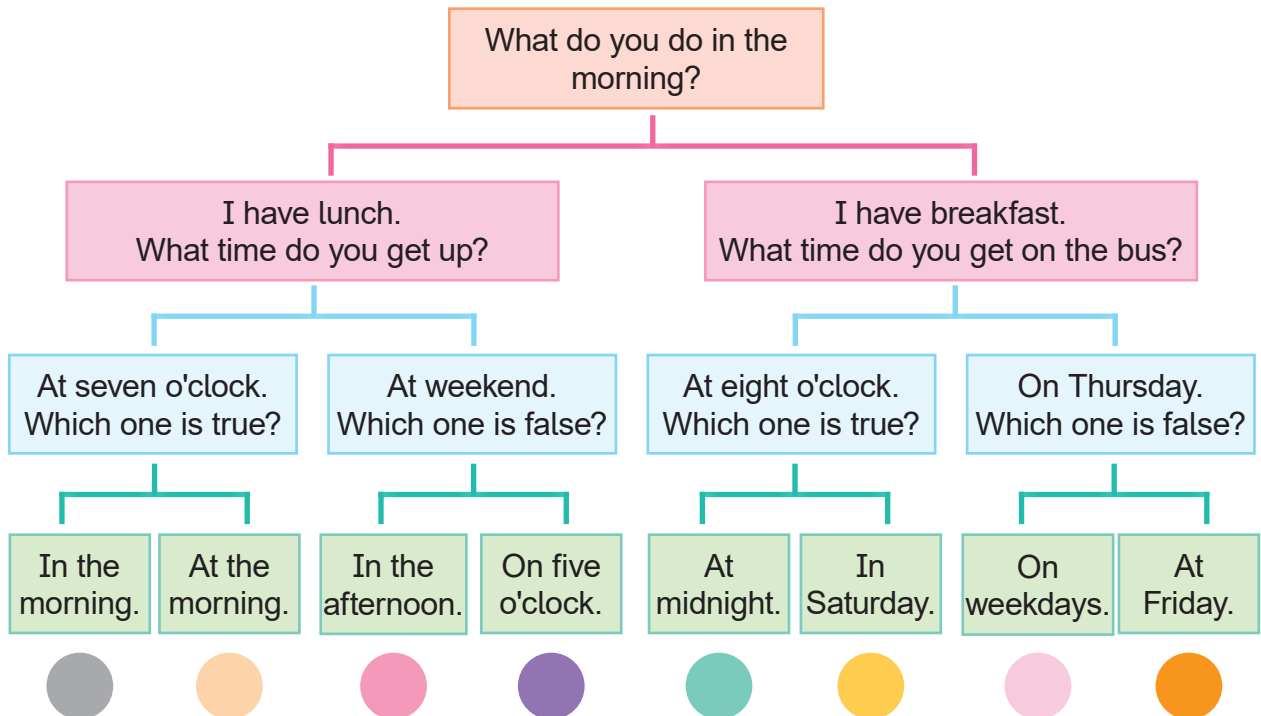 What do you do in the
morning?
I have lunch.
What time do you get up?
I have breakfast.
What time do you get on the bus?
At seven o'clock.
Which one is true?
At weekend.
Which one is false?
At eight o'clock.
Which one is true?
On Thursday.
Which one is false?
In the
morning.
At the
morning.
In the
afternoon.
On five
o'clock.
At
midnight.
In
Saturday.
On
weekdays.
At
Friday.